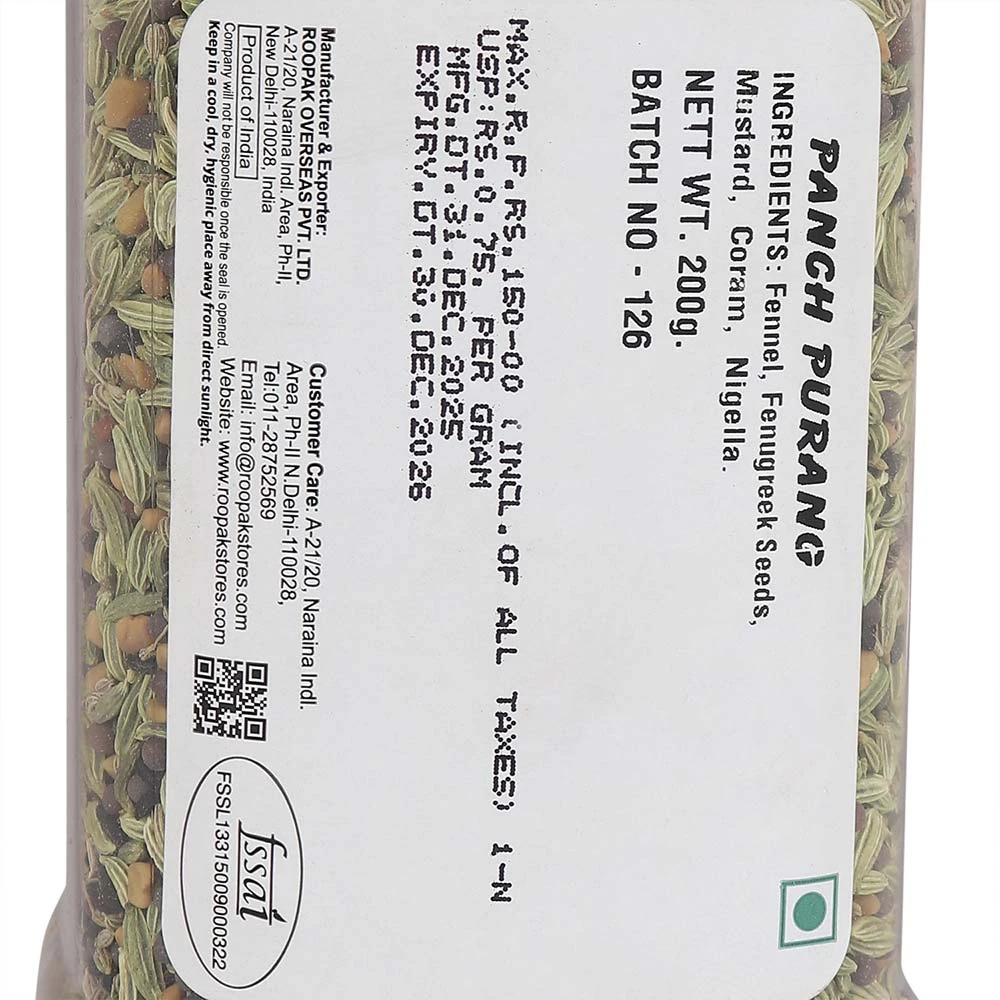 PANCH PURANG
INGREDIENTS: Fennel, Fenugreek Seeds,
Mustard, Coram, Nigella.
NETT WT. 200g.
BATCH NO - 126
MAX.R.P.RS.150-00 (INCL.OF ALL TAXES) 1-N
USP:RS.0.75. PER GRAM
MFG.DT.31.DEC.2025
EXPIRY.DT.30.DEC.2026
Manufacturer & Exporter:
ROOPAK OVERSEAS PVT. LTD.
A-21/20, Naraina Indl. Area, Ph-II,
New Delhi-110028, India
Product of India
Company will not be responsible once the seal is opened.
Keep in a cool, dry, hygienic place away from direct sunlight.
Customer Care: A-21/20, Naraina Indl.
Area, Ph-II N.Delhi-110028,
Tel:011-28752569
Email: info@roopakstores.com
Website: www.roopakstores.com
fssai
FSSL13315009000322